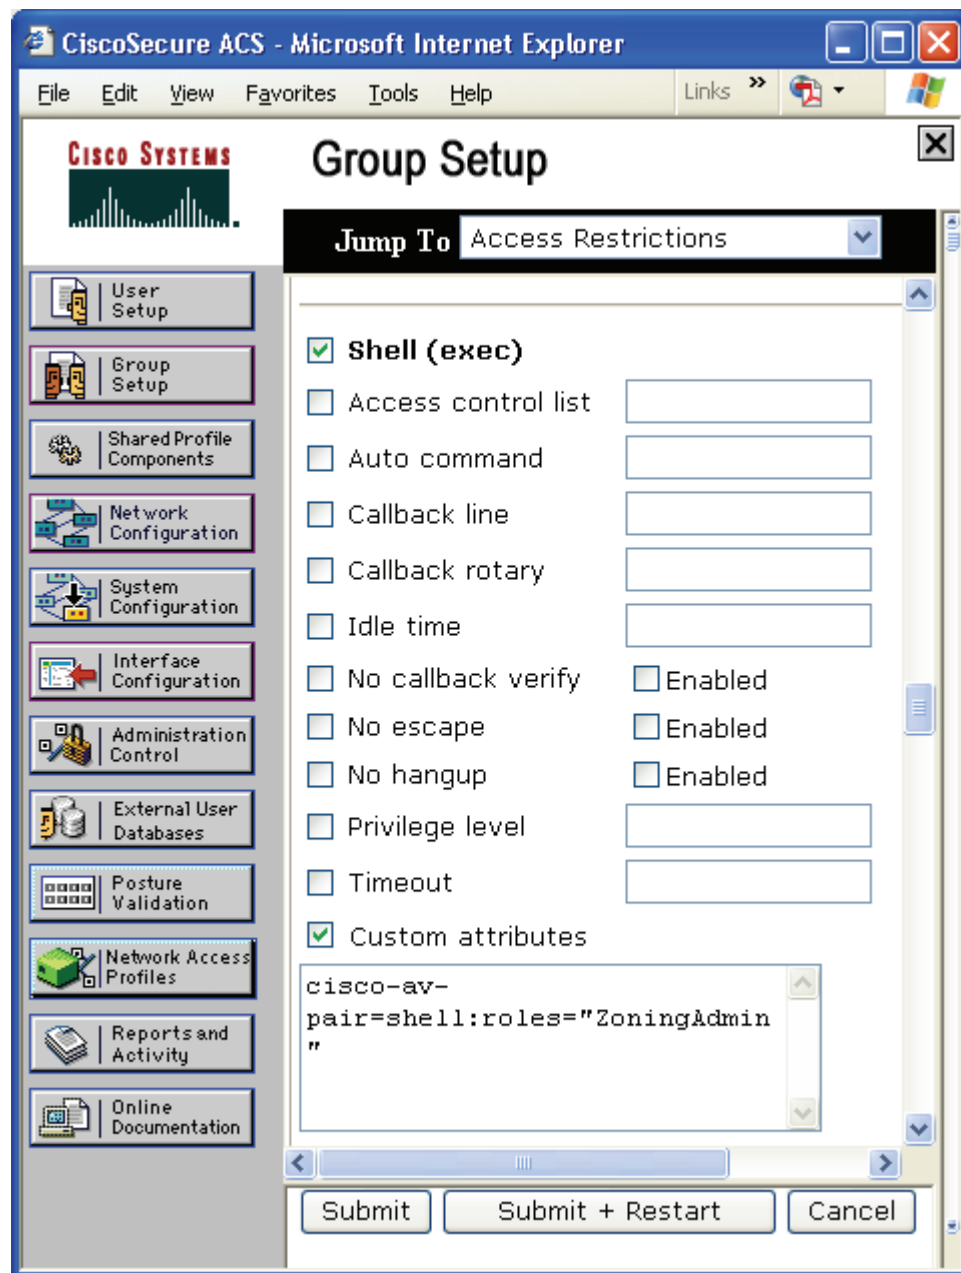 CiscoSecure ACS - Microsoft Internet Explorer
File Edit View Favorites Tools Help Links »
CISCO SYSTEMS
Group Setup
Jump To Access Restrictions
User
Setup
Group
Setup
Shared Profile
Components
Network
Configuration
System
Configuration
Interface
Configuration
Administration
Control
External User
Databases
Posture
Validation
Network Access
Profiles
Reports and
Activity
Online
Documentation
Shell (exec)
Access control list
Auto command
Callback line
Callback rotary
Idle time
No callback verify Enabled
No escape Enabled
No hangup Enabled
Privilege level
Timeout
Custom attributes
cisco-av-
pair=shell:roles="ZoningAdmin
"
Submit Submit + Restart Cancel